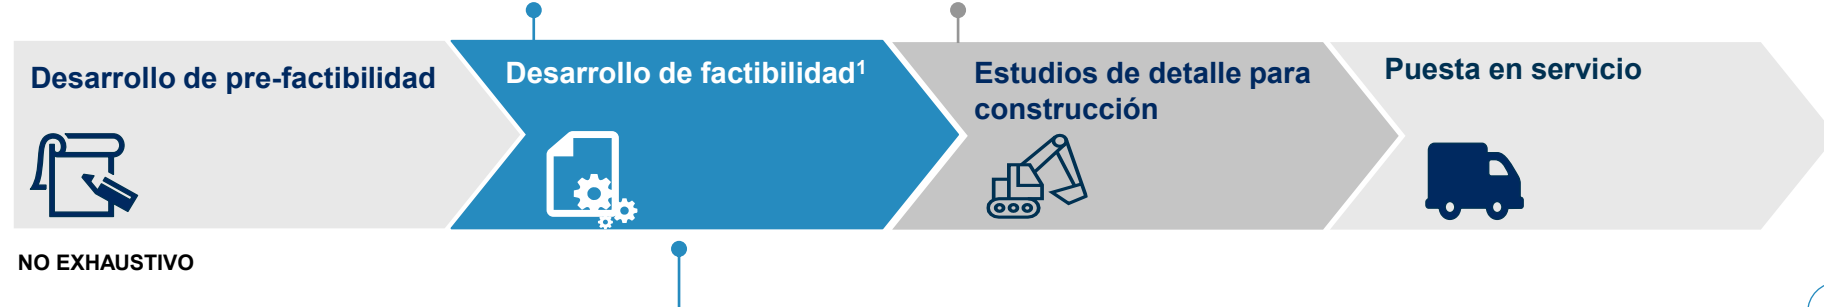 Desarrollo de pre-factibilidad
Desarrollo de factibilidad¹
Estudios de detalle para
construcción
Puesta en servicio
NO EXHAUSTIVO